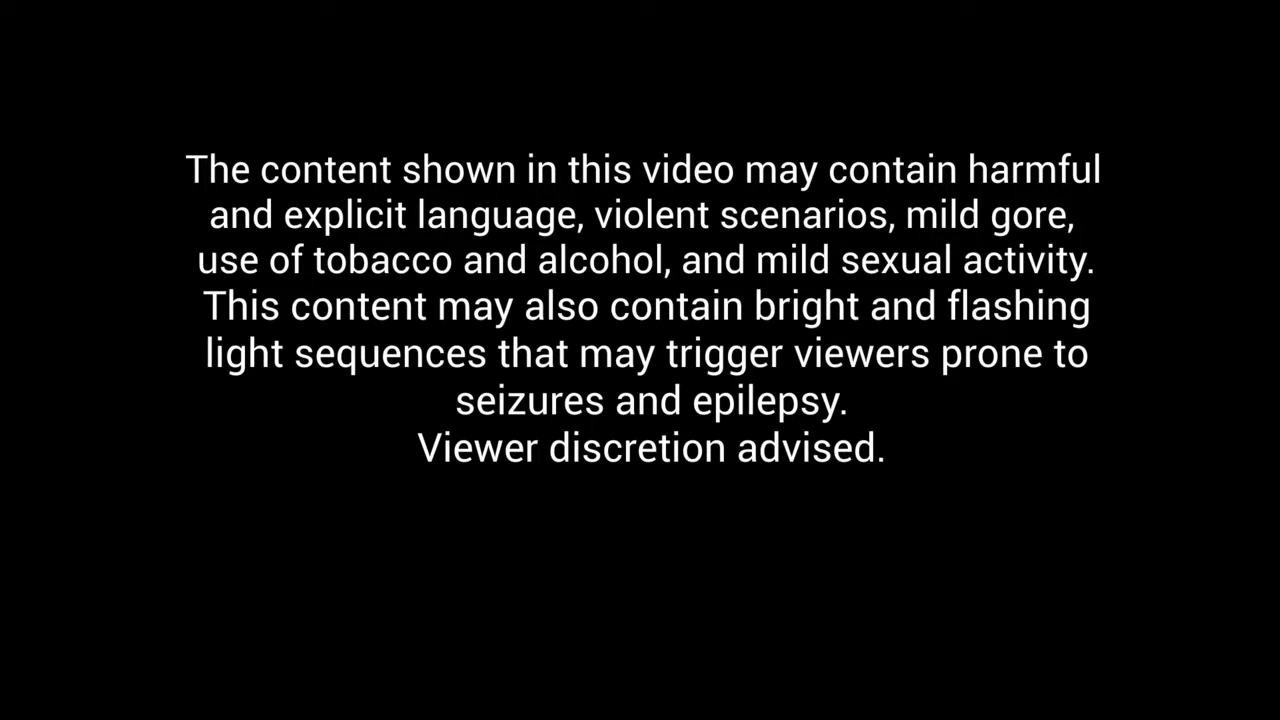 The content shown in this video may contain harmful
and explicit language, violent scenarios, mild gore,
use of tobacco and alcohol, and mild sexual activity.
This content may also contain bright and flashing
light sequences that may trigger viewers prone to
seizures and epilepsy.
Viewer discretion advised.